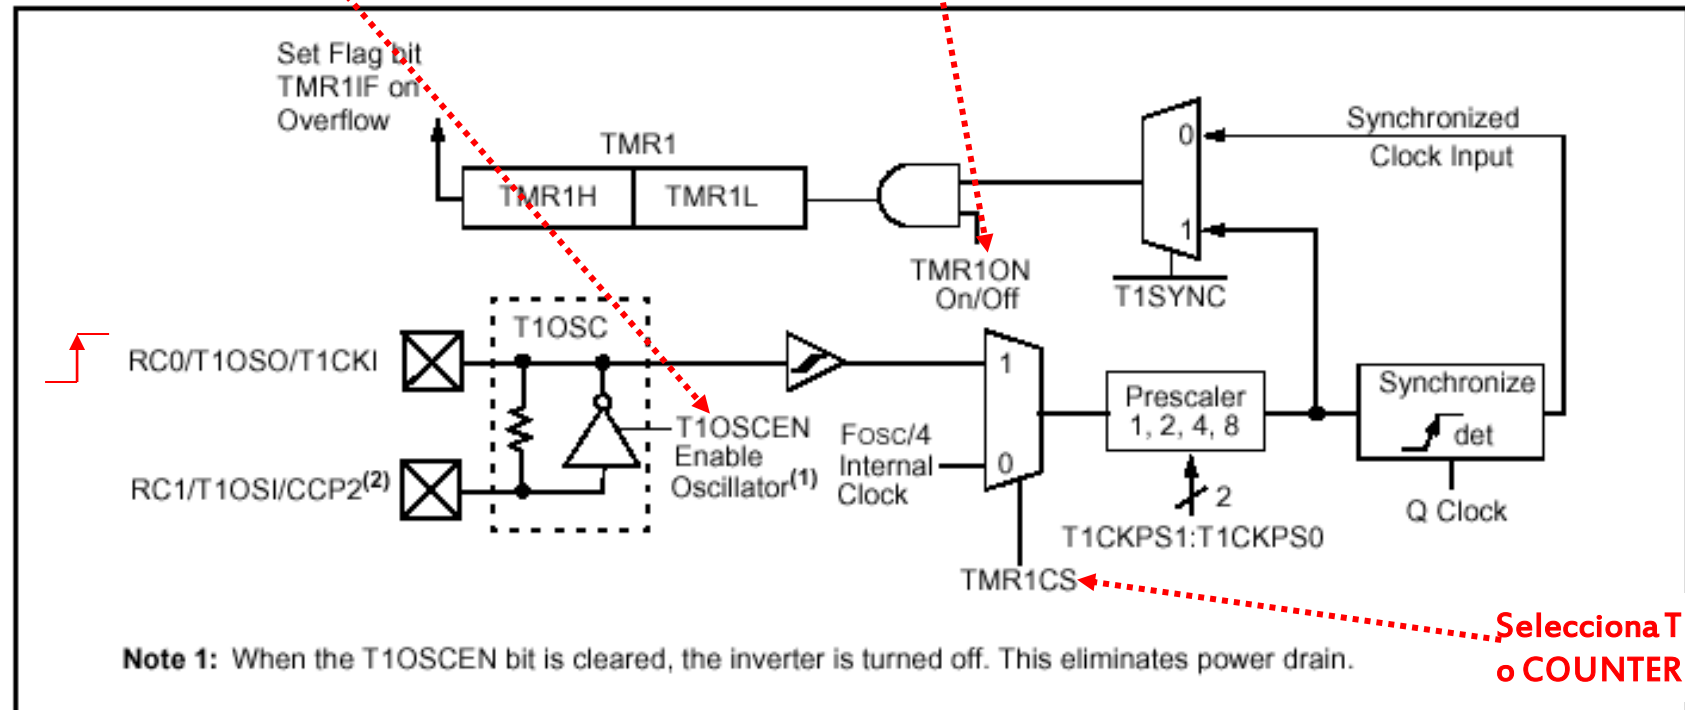 Set Flag bit
TMR1IF on
Overflow
TMR1
TMR1H
TMR1L
0
1
Synchronized
Clock Input
TMR1ON
On/Off
T1SYNC
T1OSC
RC0/T1OSO/T1CKI
1
Prescaler
1, 2, 4, 8
Synchronize
det
T1OSCEN
Enable
Oscillator(1)
FOSC/4
Internal
Clock
0
RC1/T1OSI/CCP2(2)
2
Q Clock
T1CKPS1:T1CKPS0
TMR1CS
Selecciona T
o COUNTER
Note 1: When the T1OSCEN bit is cleared, the inverter is turned off. This eliminates power drain.